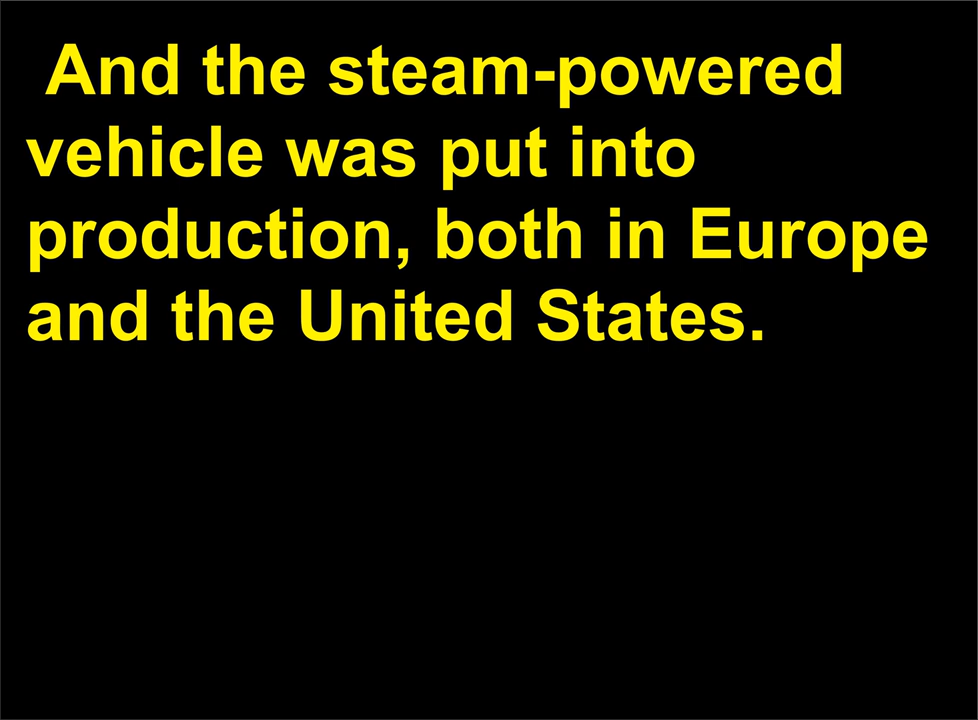 And the steam-powered
vehicle was put into
production, both in Europe
and the United States.